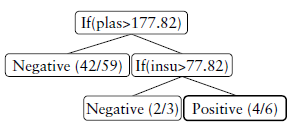 If(plas>177.82)
Negative (42/59) If(insu>77.82)
Negative (2/3) Positive (4/6)